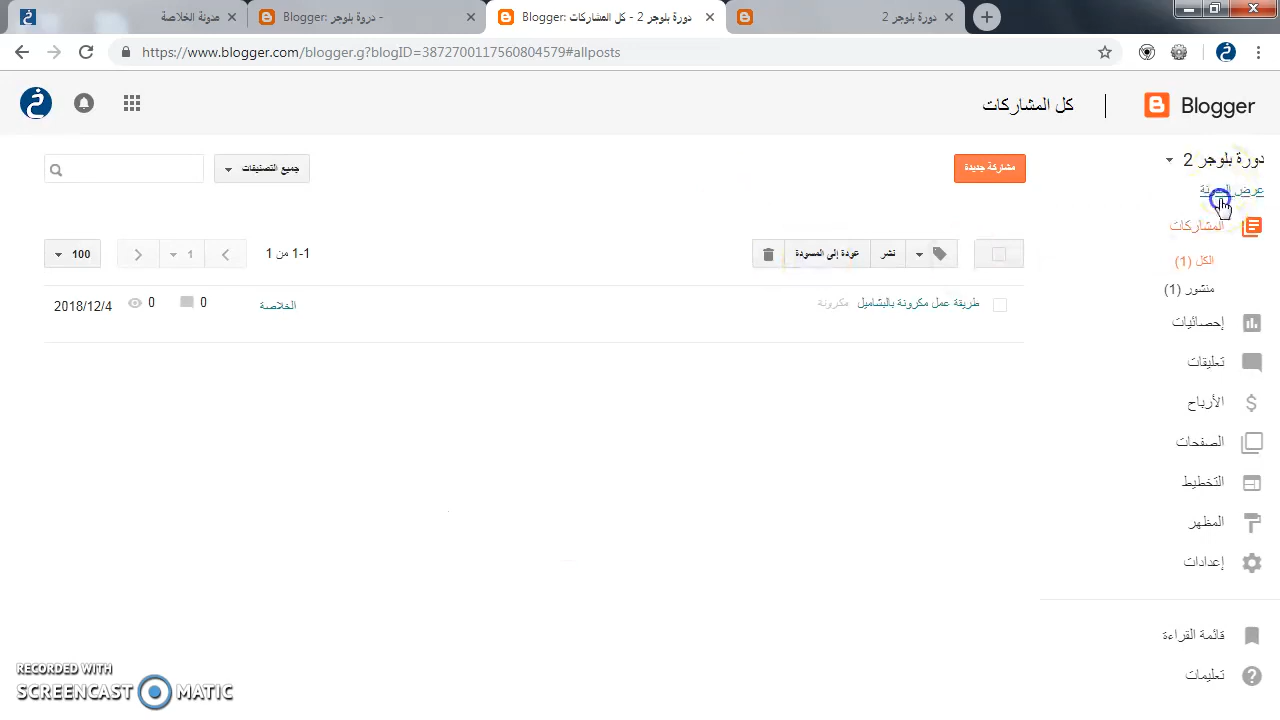 مدونة الخلاصة
Blogger: دروة بلوجر -
Blogger: دورة بلوجر 2 - كل المشاركات
دورة بلوجر 2
https://www.blogger.com/blogger.g?blogID=3872700117560804579#allposts
Blogger
كل المشاركات
دورة بلوجر 2
عرض المدونة
المشاركات
الكل (1)
منشور (1)
إحصائيات
تعليقات
الأرباح
الصفحات
التخطيط
المظهر
إعدادات
قائمة القراءة
تعليمات
مشاركة جديدة
جميع التصنيفات
نشر
عودة إلى المسودة
1-1 من 1
1
100
طريقة عمل مكرونة بالبشاميل مكرونة
الخلاصة
0
0
2018/12/4
RECORDED WITH
SCREENCAST MATIC